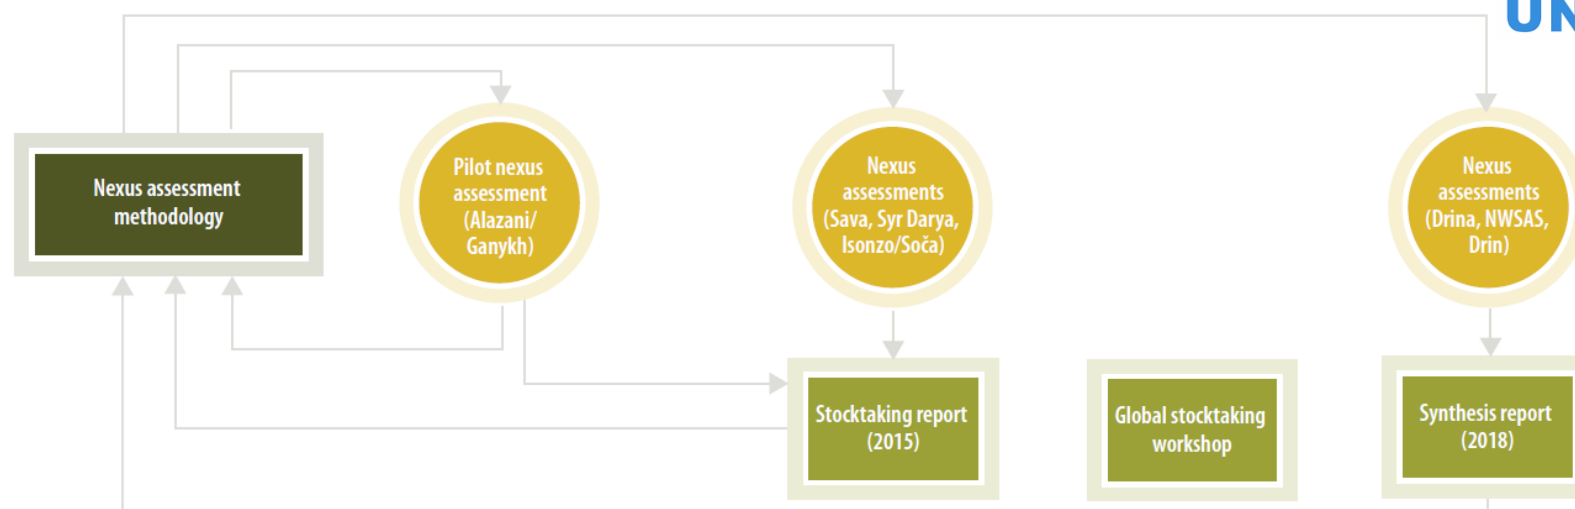 UN
Nexus assessment
methodology
Pilot nexus
assessment
(Alazani/
Ganykh)
Nexus
assessments
(Sava, Syr Darya,
Isonzo/Soča)
Nexus
assessments
(Drina, NWSAS,
Drin)
Stocktaking report
(2015)
Global stocktaking
workshop
Synthesis report
(2018)